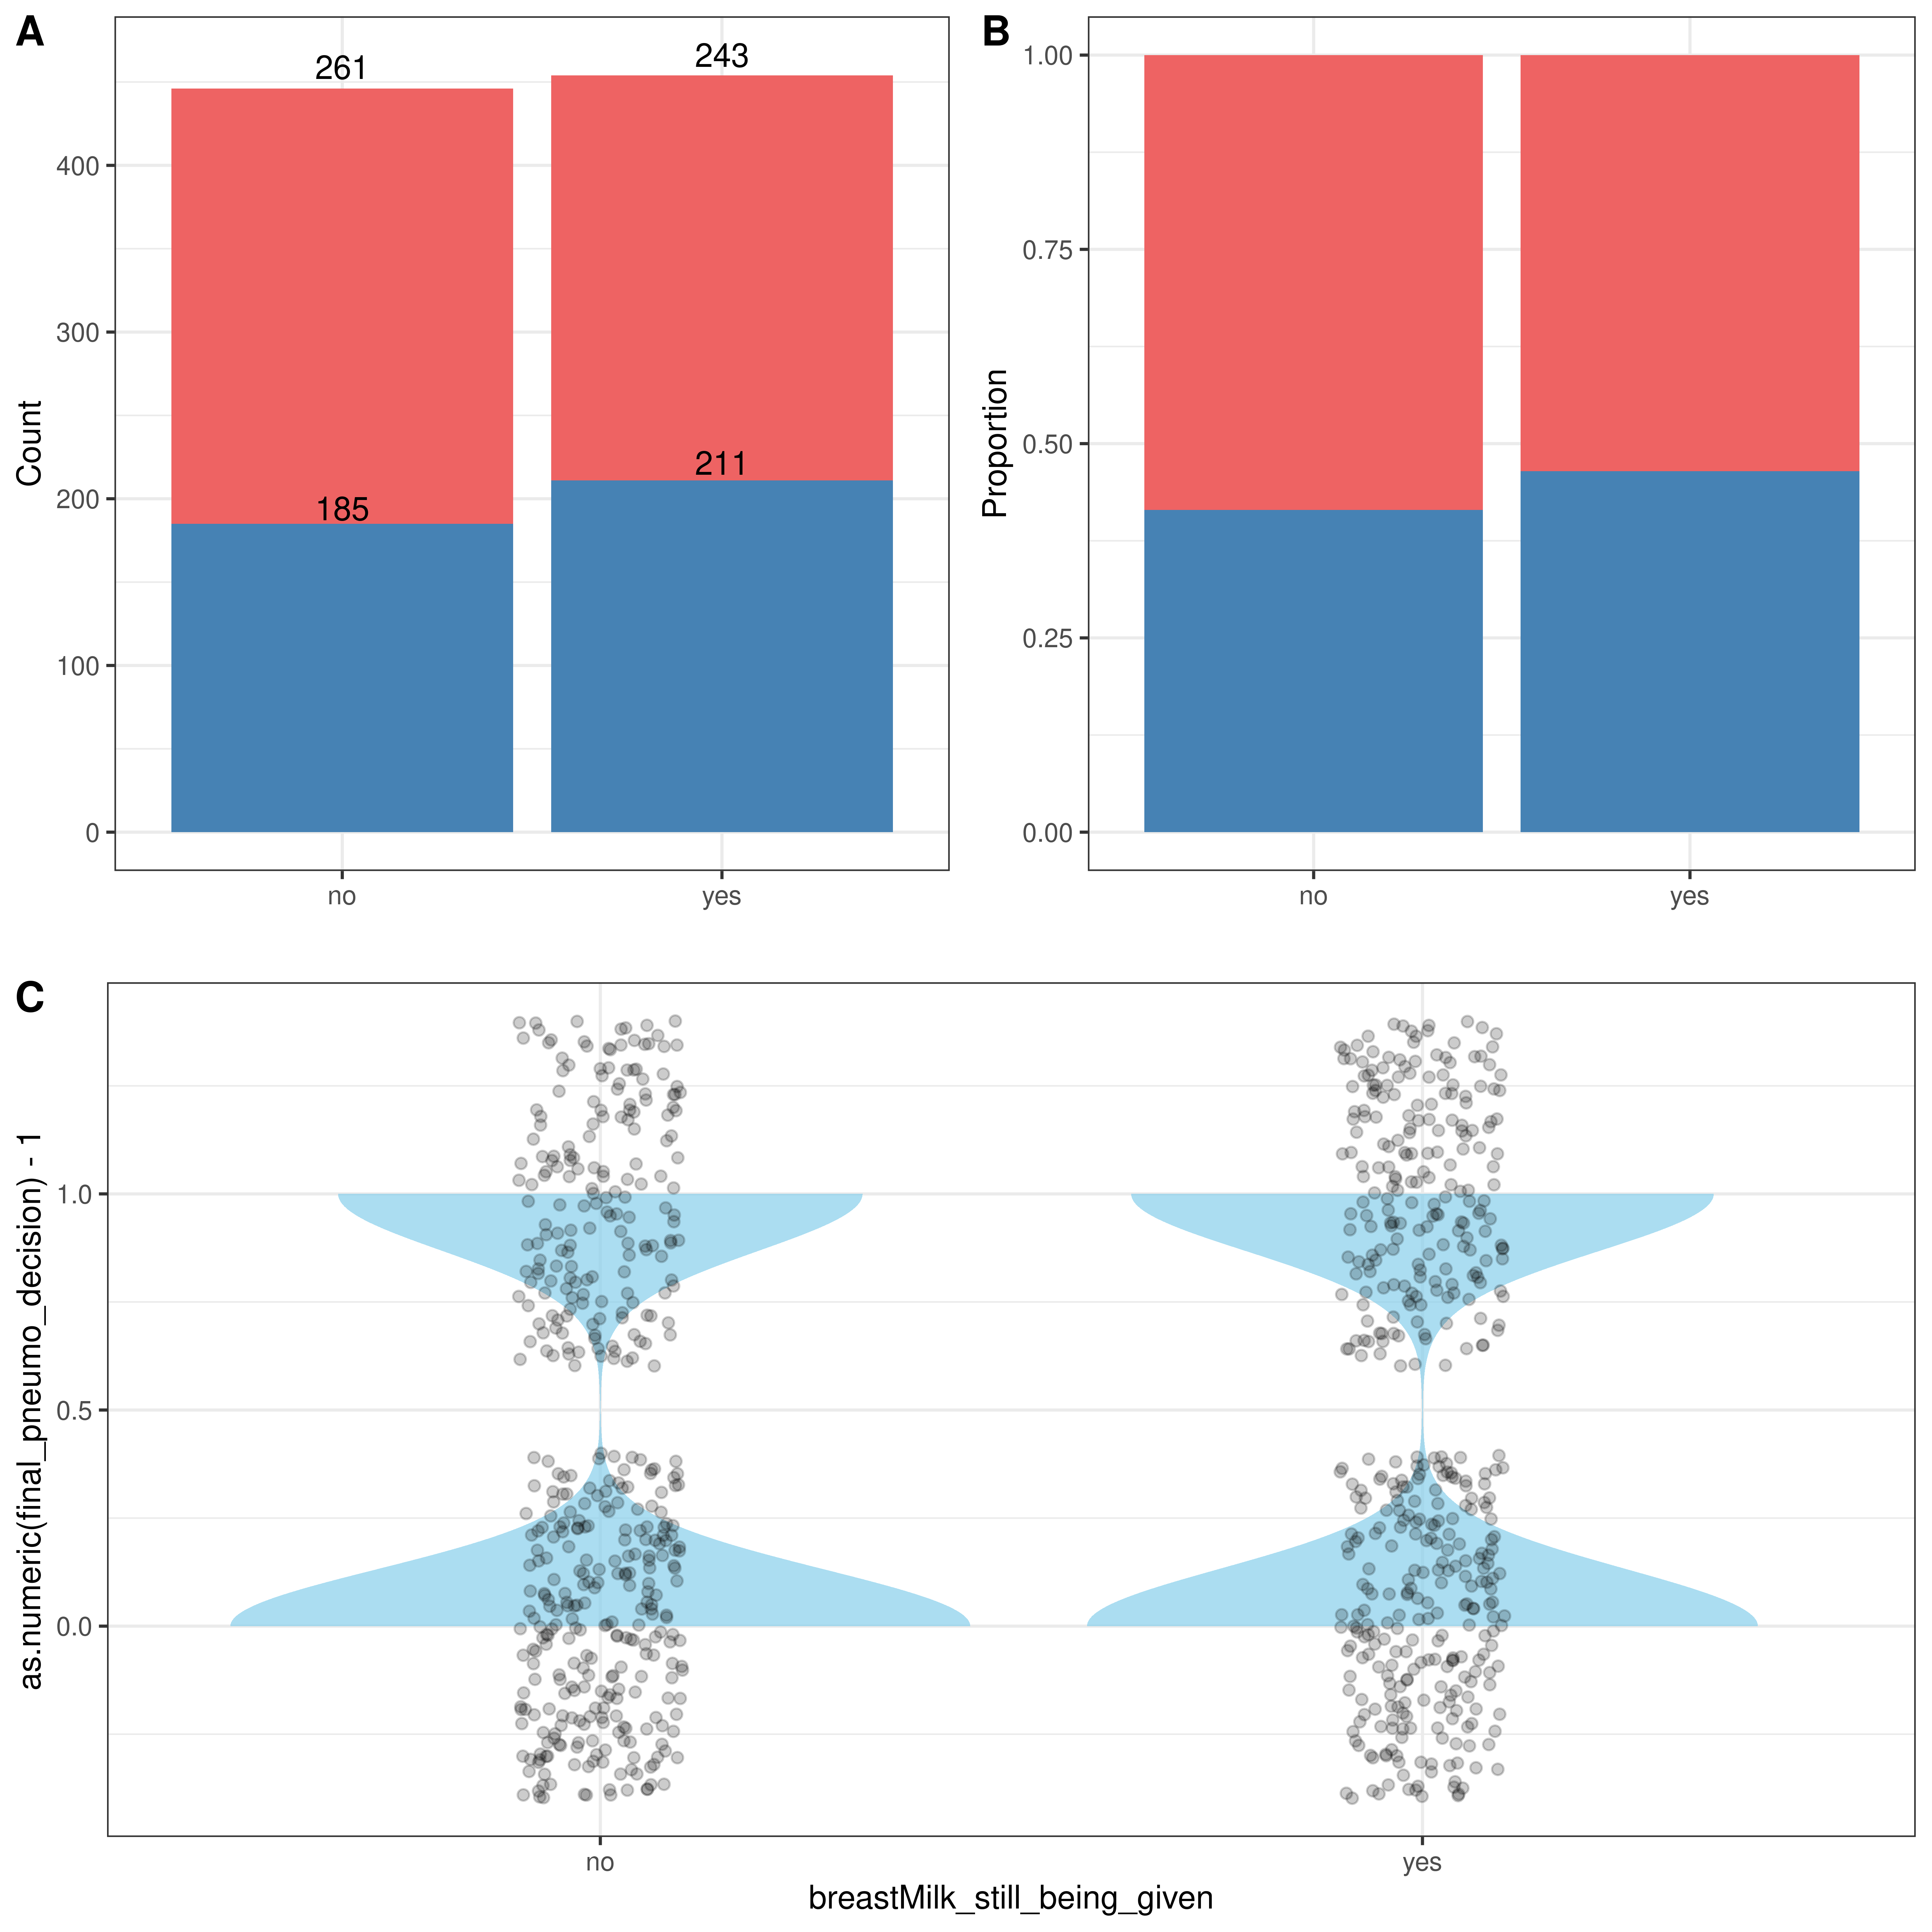 A
261
243
400
300
211
200
185
100
0
Count
no
yes
B
1.00
0.75
0.50
0.25
0.00
Proportion
no
yes
C
1.0
0.5
0.0
as.numeric(final_pneumo_decision) - 1
no
yes
breastMilk_still_being_given